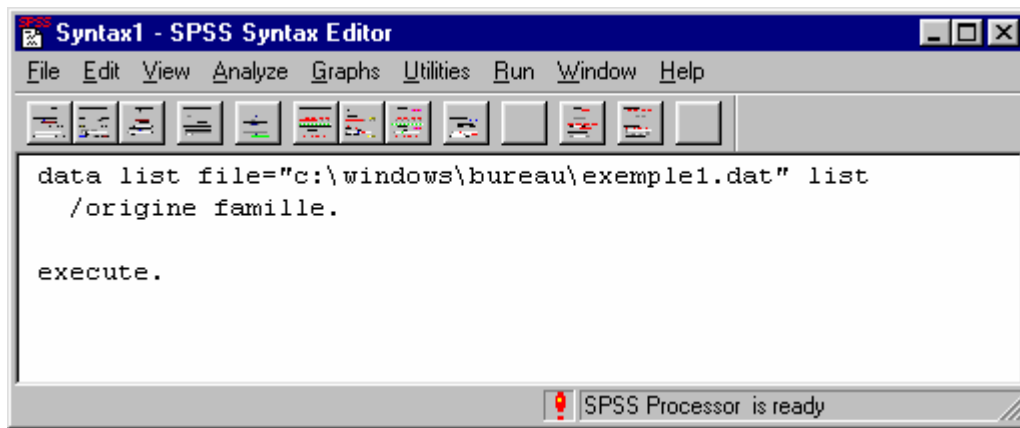 SPSS
Syntax1 - SPSS Syntax Editor
File Edit View Analyze Graphs Utilities Run Window Help
data list file="c:\windows\bureau\exemple1.dat" list
/origine famille.
execute.
SPSS Processor is ready